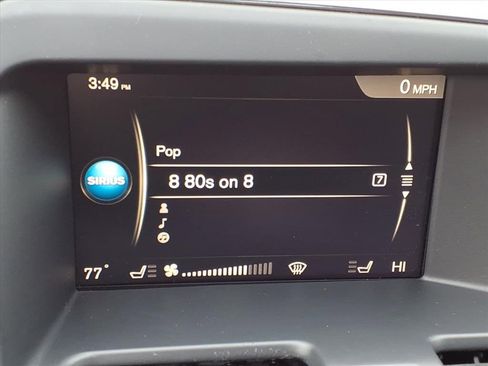 3:49 PM
0 MPH
Pop
SIRIUS
8 80s on 8
7
77°
HI